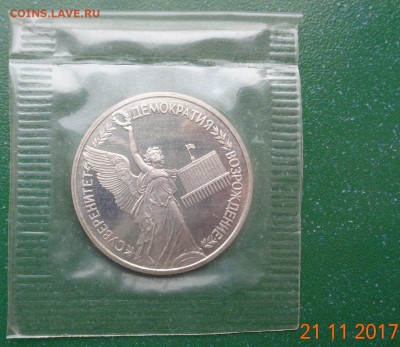 COINS.LAVE.RU
СУВЕРЕНИТЕТ ДЕМОКРАТИЯ ВОЗРОЖДЕНИЕ
21 11 2017